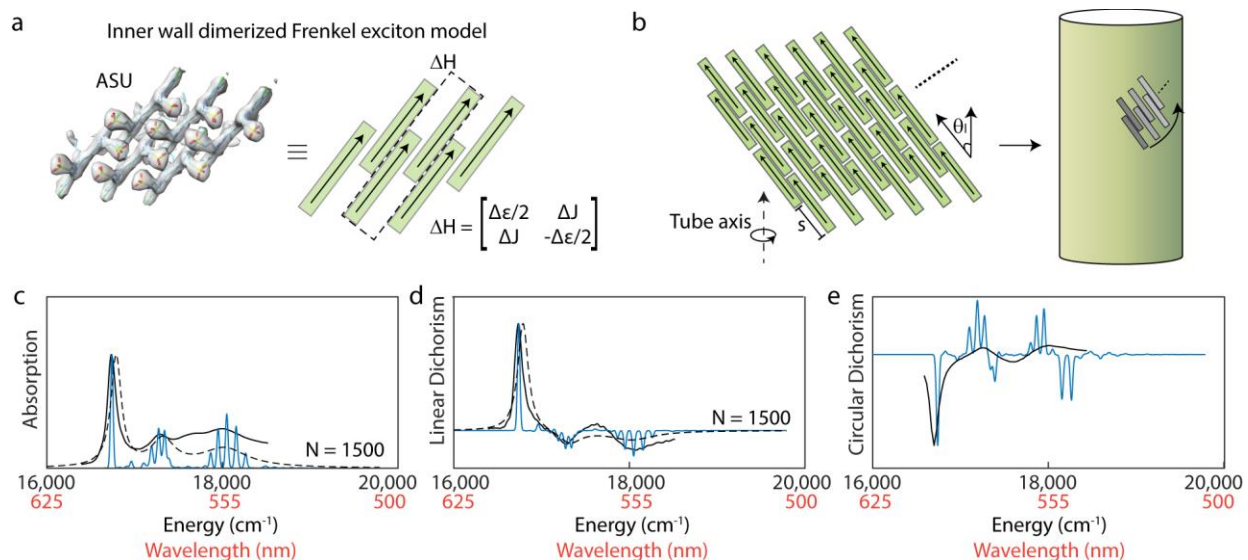 a
Inner wall dimerized Frenkel exciton model
ASU
≡
ΔH
ΔH = [Δε/2 ΔJ
ΔJ -Δε/2]
b
θl
Tube axis
s
c
Absorption
N = 1500
16,000 18,000 20,000
625 555 500
Energy (cm⁻¹)
Wavelength (nm)
d
Linear Dichorism
N = 1500
16,000 18,000 20,000
625 555 500
Energy (cm⁻¹)
Wavelength (nm)
e
Circular Dichorism
16,000 18,000 20,000
625 555 500
Energy (cm⁻¹)
Wavelength (nm)